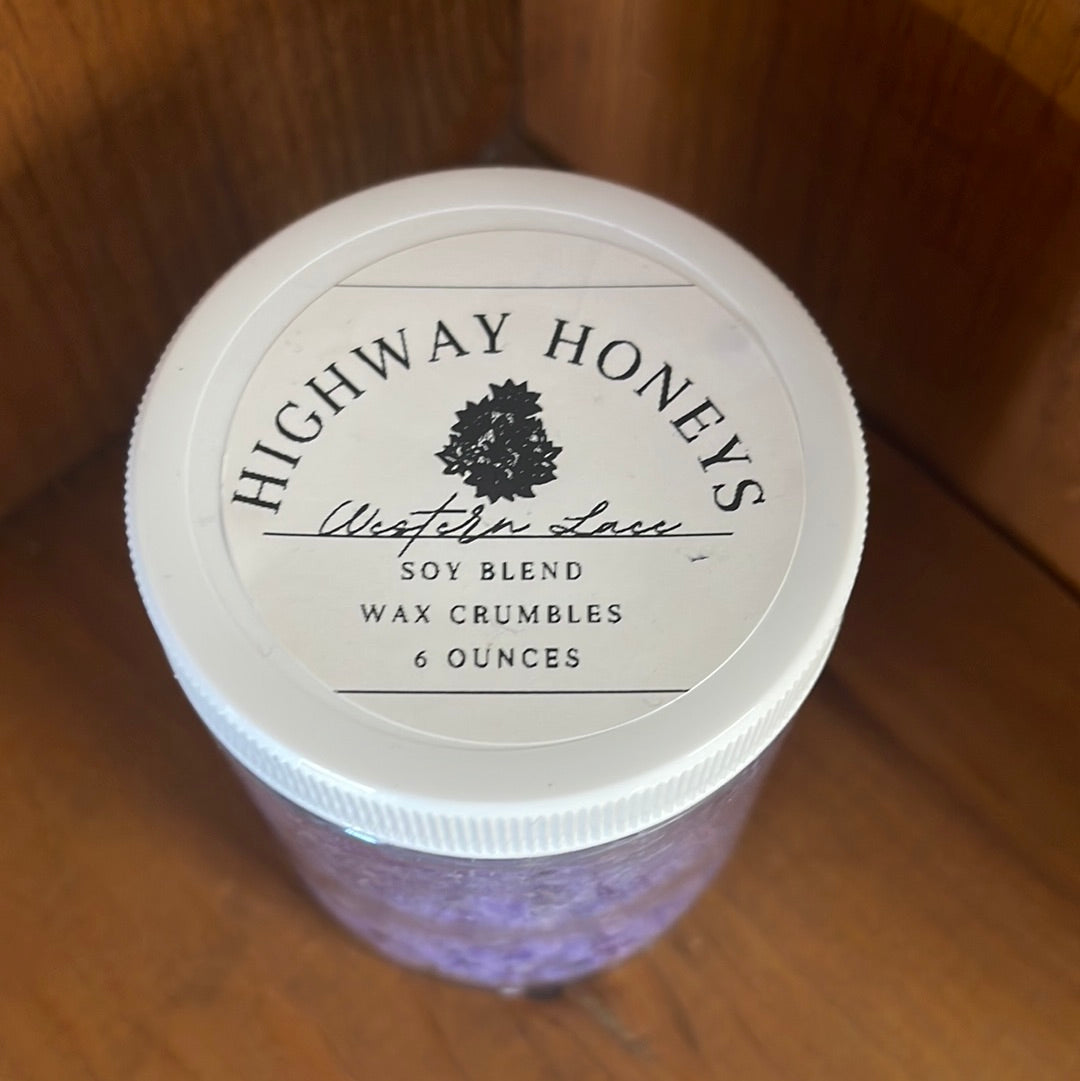 HIGHWAY HONEYS
Western Lace
SOY BLEND
WAX CRUMBLES
6 OUNCES